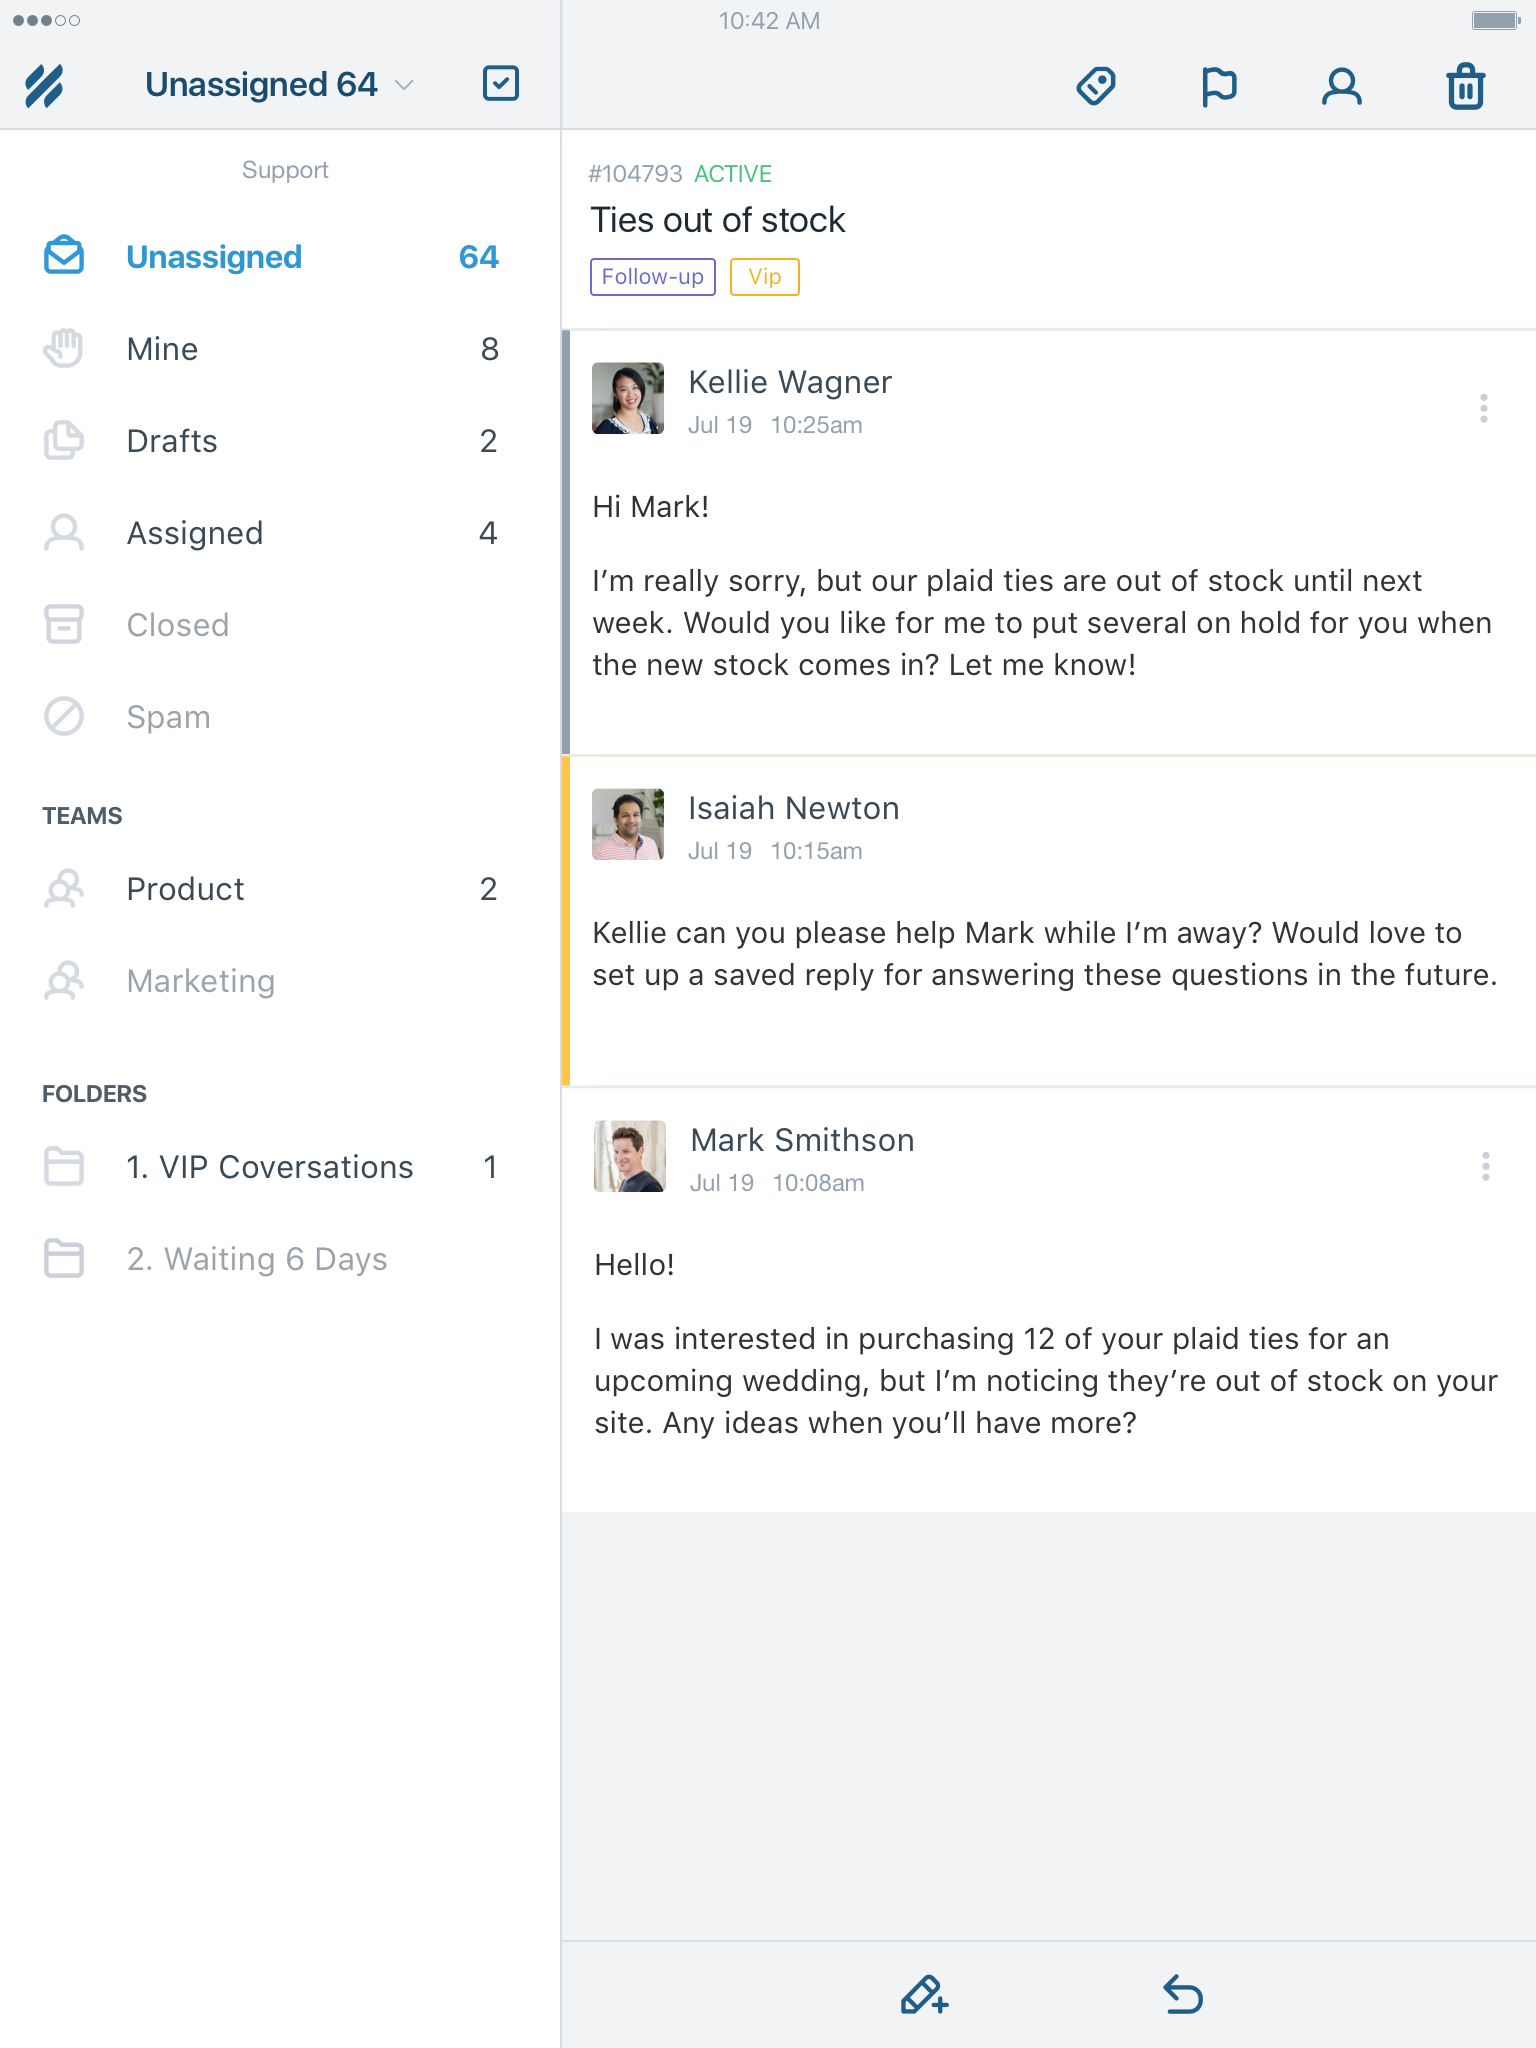 10:42 AM
Unassigned 64
Support
Unassigned 64
Mine 8
Drafts 2
Assigned 4
Closed
Spam
TEAMS
Product 2
Marketing
FOLDERS
1. VIP Coversations 1
2. Waiting 6 Days
#104793 ACTIVE
Ties out of stock
Follow-up Vip
Kellie Wagner
Jul 19 10:25am
Hi Mark!
I’m really sorry, but our plaid ties are out of stock until next
week. Would you like for me to put several on hold for you when
the new stock comes in? Let me know!
Isaiah Newton
Jul 19 10:15am
Kellie can you please help Mark while I’m away? Would love to
set up a saved reply for answering these questions in the future.
Mark Smithson
Jul 19 10:08am
Hello!
I was interested in purchasing 12 of your plaid ties for an
upcoming wedding, but I’m noticing they’re out of stock on your
site. Any ideas when you’ll have more?